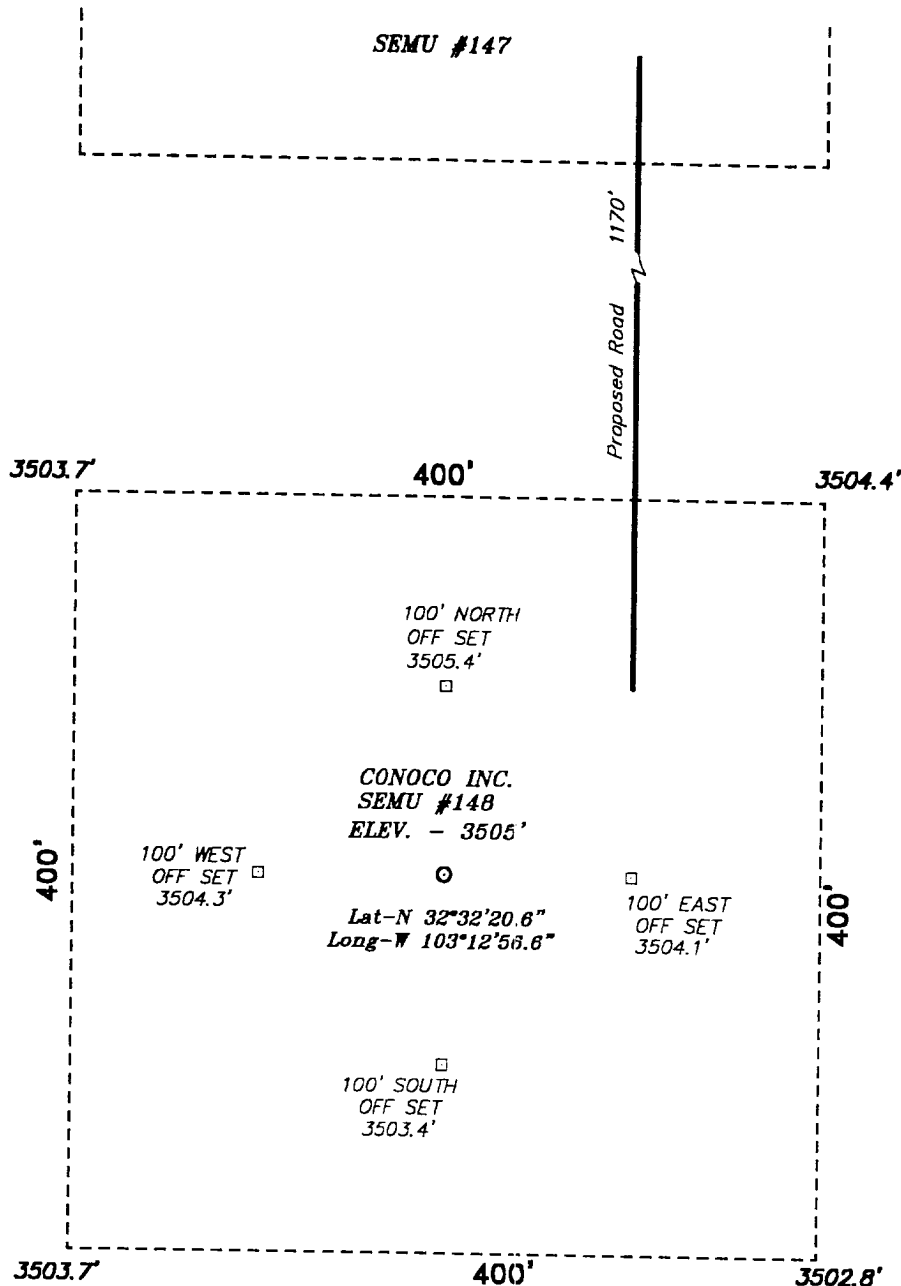 SEMU #147
1170'
Proposed Road
3503.7'
400'
3504.4'
100' NORTH
OFF SET
3505.4'
CONOCO INC.
SEMU #148
ELEV. - 3505'
400'
100' WEST
OFF SET
3504.3'
Lat-N 32°32'20.6"
Long-W 103°12'56.6"
100' EAST
OFF SET
3504.1'
400'
100' SOUTH
OFF SET
3503.4'
3503.7'
400'
3502.8'